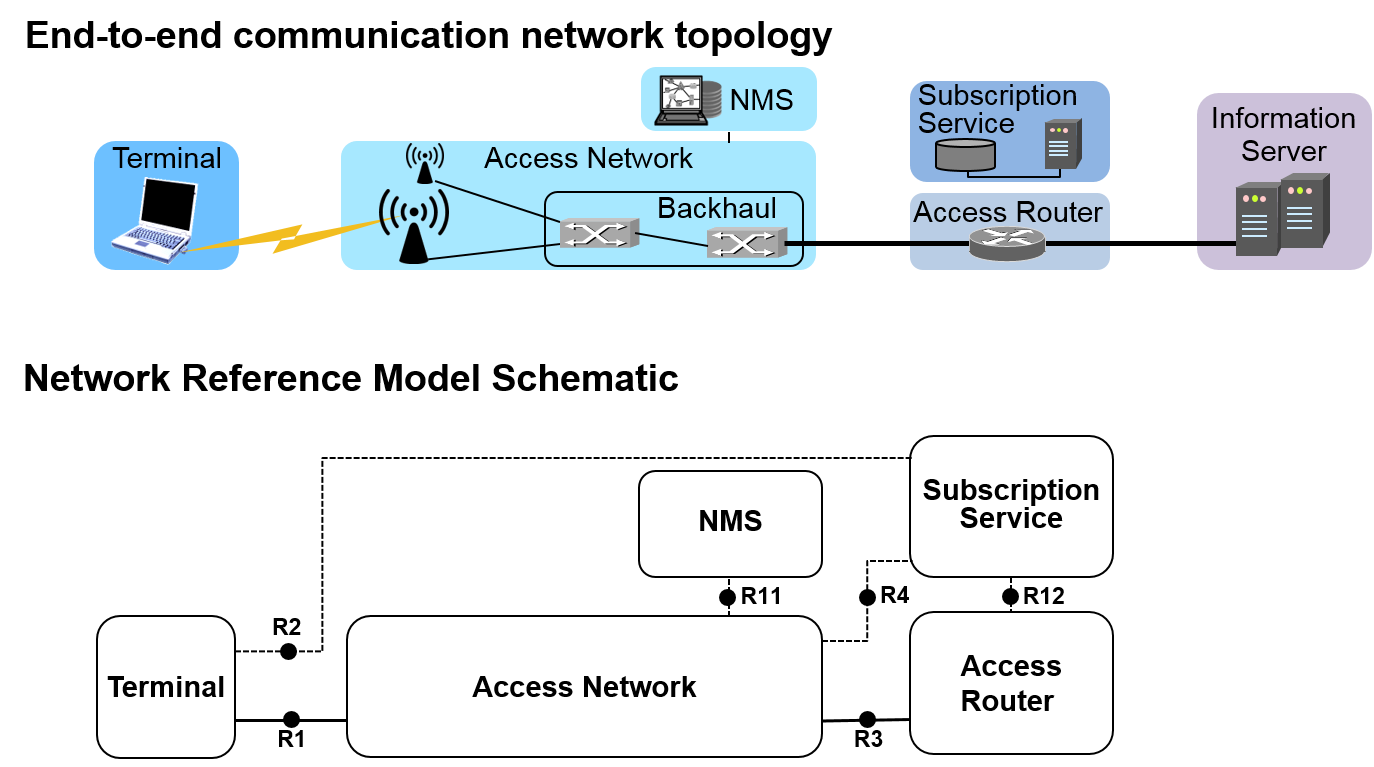 End-to-end communication network topology
NMS
Subscription
Service
Information
Server
Terminal
Access Network
Backhaul
Access Router
Network Reference Model Schematic
Subscription
Service
NMS
R11
R4
R12
R2
Terminal
Access Network
Access
Router
R1
R3